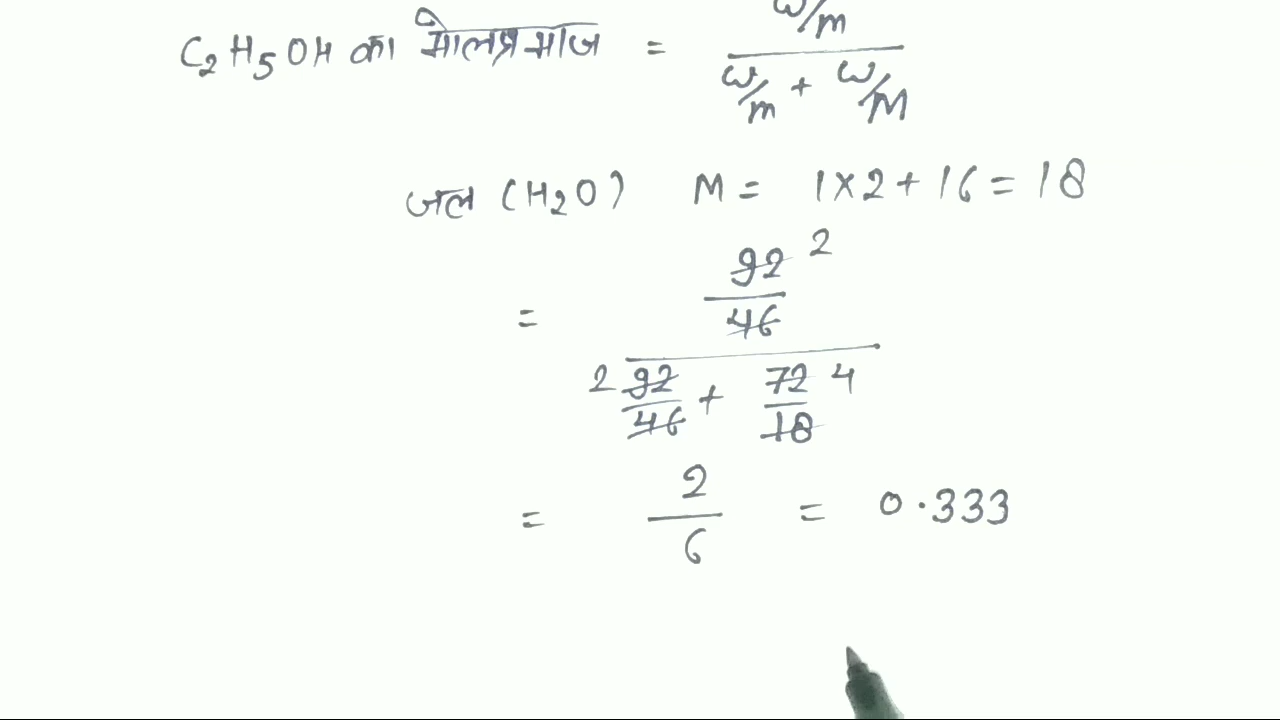 C2H5OH का मोलप्रभाज = w/m
w/m + W/M
जल (H2O) M = 1×2 + 16 = 18
= 92 2
46
2 92 + 72 4
46 18
= 2 = 0.333
6